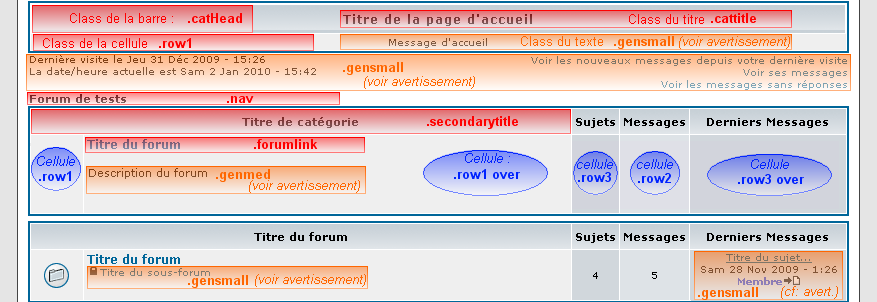 Class de la barre : .catHead
Titre de la page d'accueil
Class du titre .cattitle
Class de la cellule .row1
Message d'accueil
Class du texte .gensmall (voir avertissement)
Dernière visite le Jeu 31 Déc 2009 - 15:26
La date/heure actuelle est Sam 2 Jan 2010 - 15:42
.gensmall
(voir avertissement)
Voir les nouveaux messages depuis votre dernière visite
Voir ses messages
Voir les messages sans réponses
Forum de tests .nav
Titre de catégorie .secondarytitle
Sujets Messages Derniers Messages
Cellule
.row1
Titre du forum .forumlink
Description du forum .genmed
(voir avertissement)
Cellule :
.row1 over
cellule
.row3
cellule
.row2
Cellule
.row3 over
Titre du forum Sujets Messages Derniers Messages
Titre du forum
Titre du sous-forum
.gensmall (voir avertissement)
4
5
Titre du sujet...
Sam 28 Nov 2009 - 1:26
Membre
.gensmall (cf: avert.)